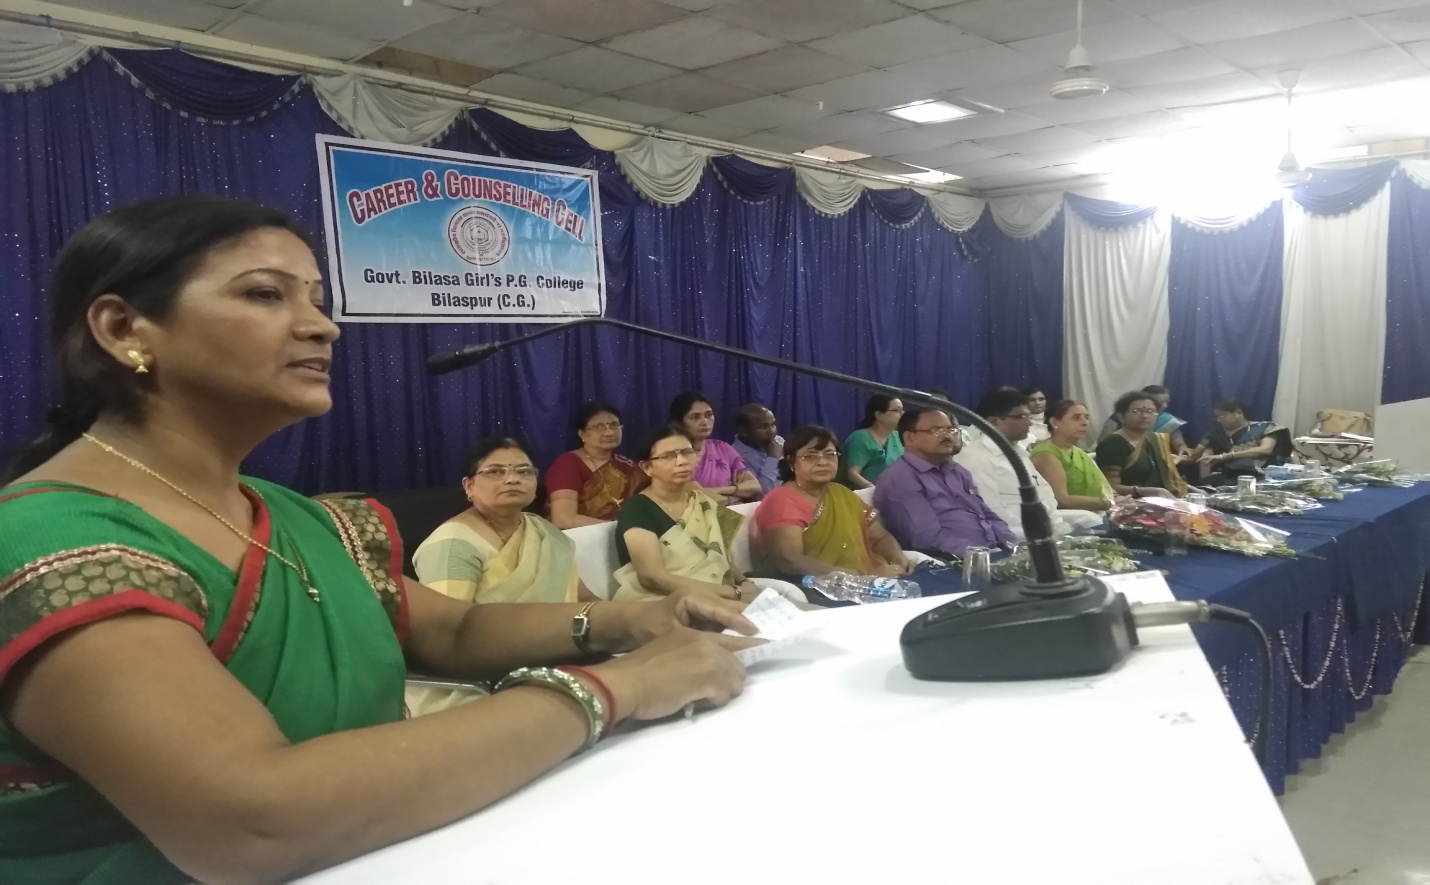 CAREER & COUNSELLING CELL
Govt. Bilasa Girl's P.G. College
Bilaspur (C.G.)